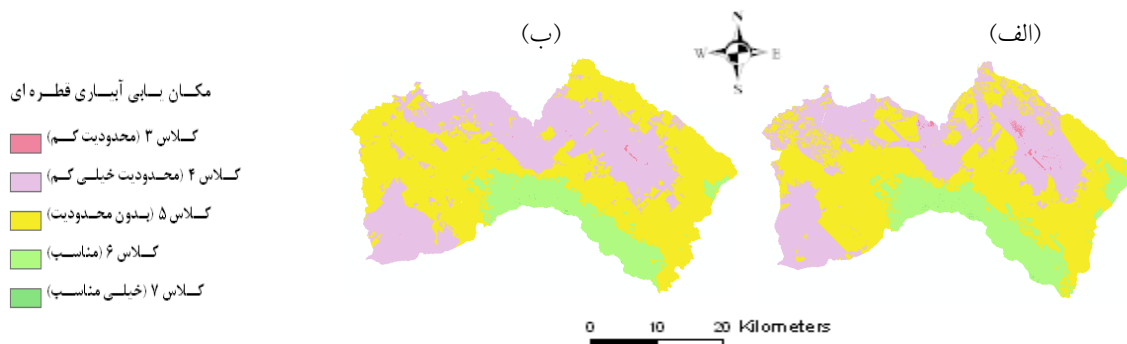 (الف)
(ب)
N
W E
S
مکان یابی آبیاری قطره ای
کلاس ۳ (محدودیت کم)
کلاس ۴ (محدودیت خیلی کم)
کلاس ۵ (بدون محدودیت)
کلاس ۶ (مناسب)
کلاس ۷ (خیلی مناسب)
0 10 20 Kilometers